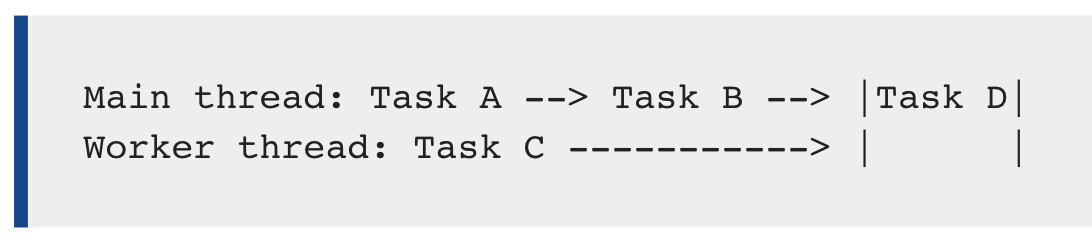 Main thread: Task A --> Task B --> |Task D|
Worker thread: Task C -----------> |      |